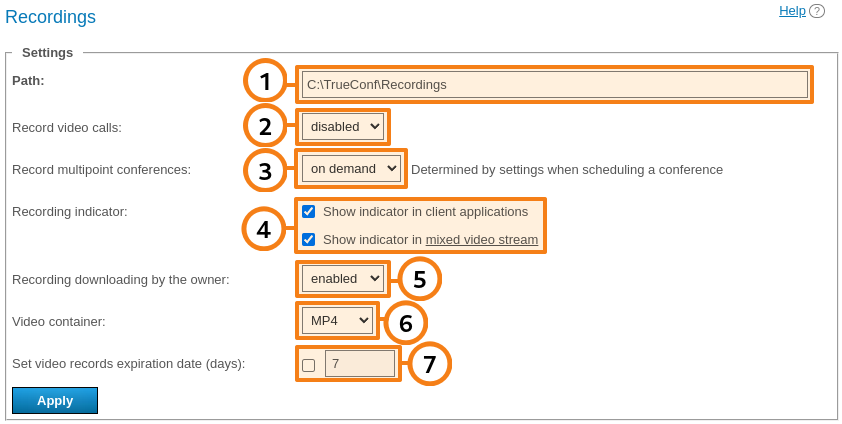 Recordings
Help ?
Settings
Path: 1 C:\TrueConf\Recordings
Record video calls: 2 disabled
Record multipoint conferences: 3 on demand Determined by settings when scheduling a conference
Recording indicator: 4 Show indicator in client applications
Show indicator in mixed video stream
Recording downloading by the owner: enabled 5
Video container: MP4 6
Set video records expiration date (days): 7 7
Apply